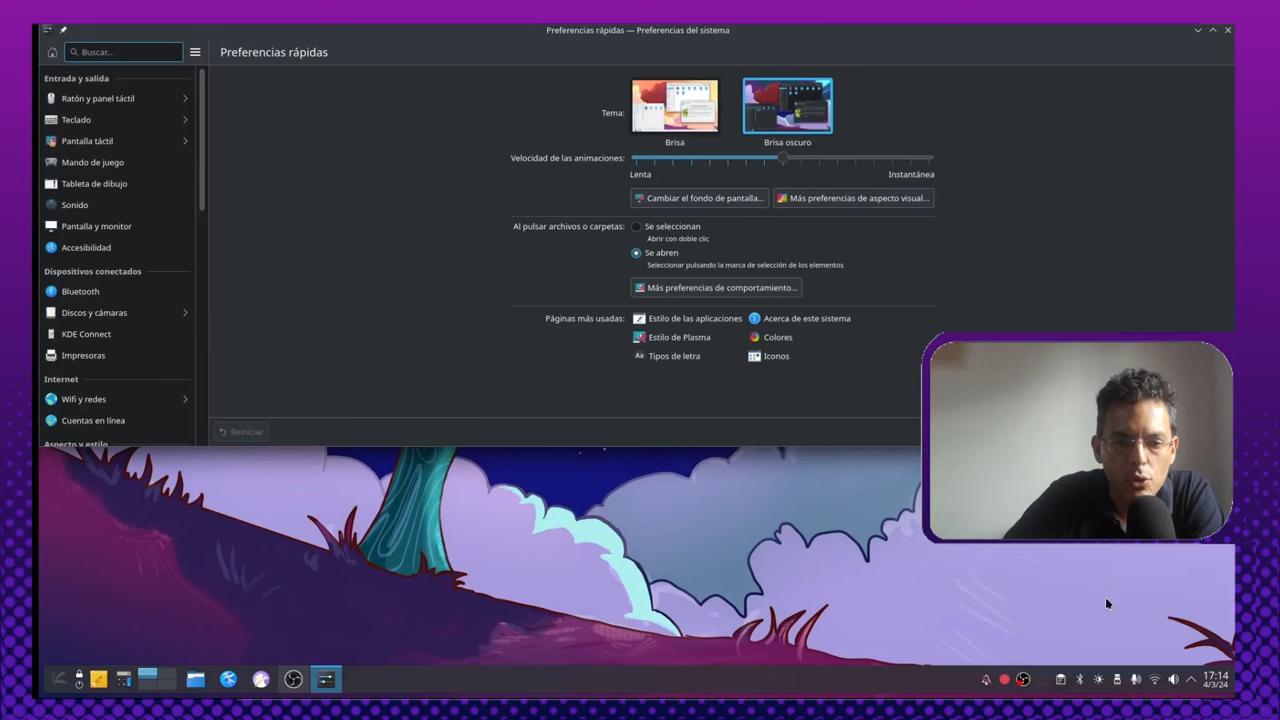 Preferencias rápidas — Preferencias del sistema
Buscar...
Preferencias rápidas
Entrada y salida
Ratón y panel táctil
Teclado
Pantalla táctil
Mando de juego
Tableta de dibujo
Sonido
Pantalla y monitor
Accesibilidad
Dispositivos conectados
Bluetooth
Discos y cámaras
KDE Connect
Impresoras
Internet
Wifi y redes
Cuentas en línea
Aspecto y estilo
Tema:
Brisa
Brisa oscuro
Velocidad de las animaciones:
Lenta
Instantánea
Cambiar el fondo de pantalla...
Más preferencias de aspecto visual...
Al pulsar archivos o carpetas:
Se seleccionan
Abrir con doble clic
Se abren
Seleccionar pulsando la marca de selección de los elementos
Más preferencias de comportamiento...
Páginas más usadas:
Estilo de las aplicaciones
Acerca de este sistema
Estilo de Plasma
Colores
Aa Tipos de letra
Iconos
Reiniciar
17:14
4/3/24